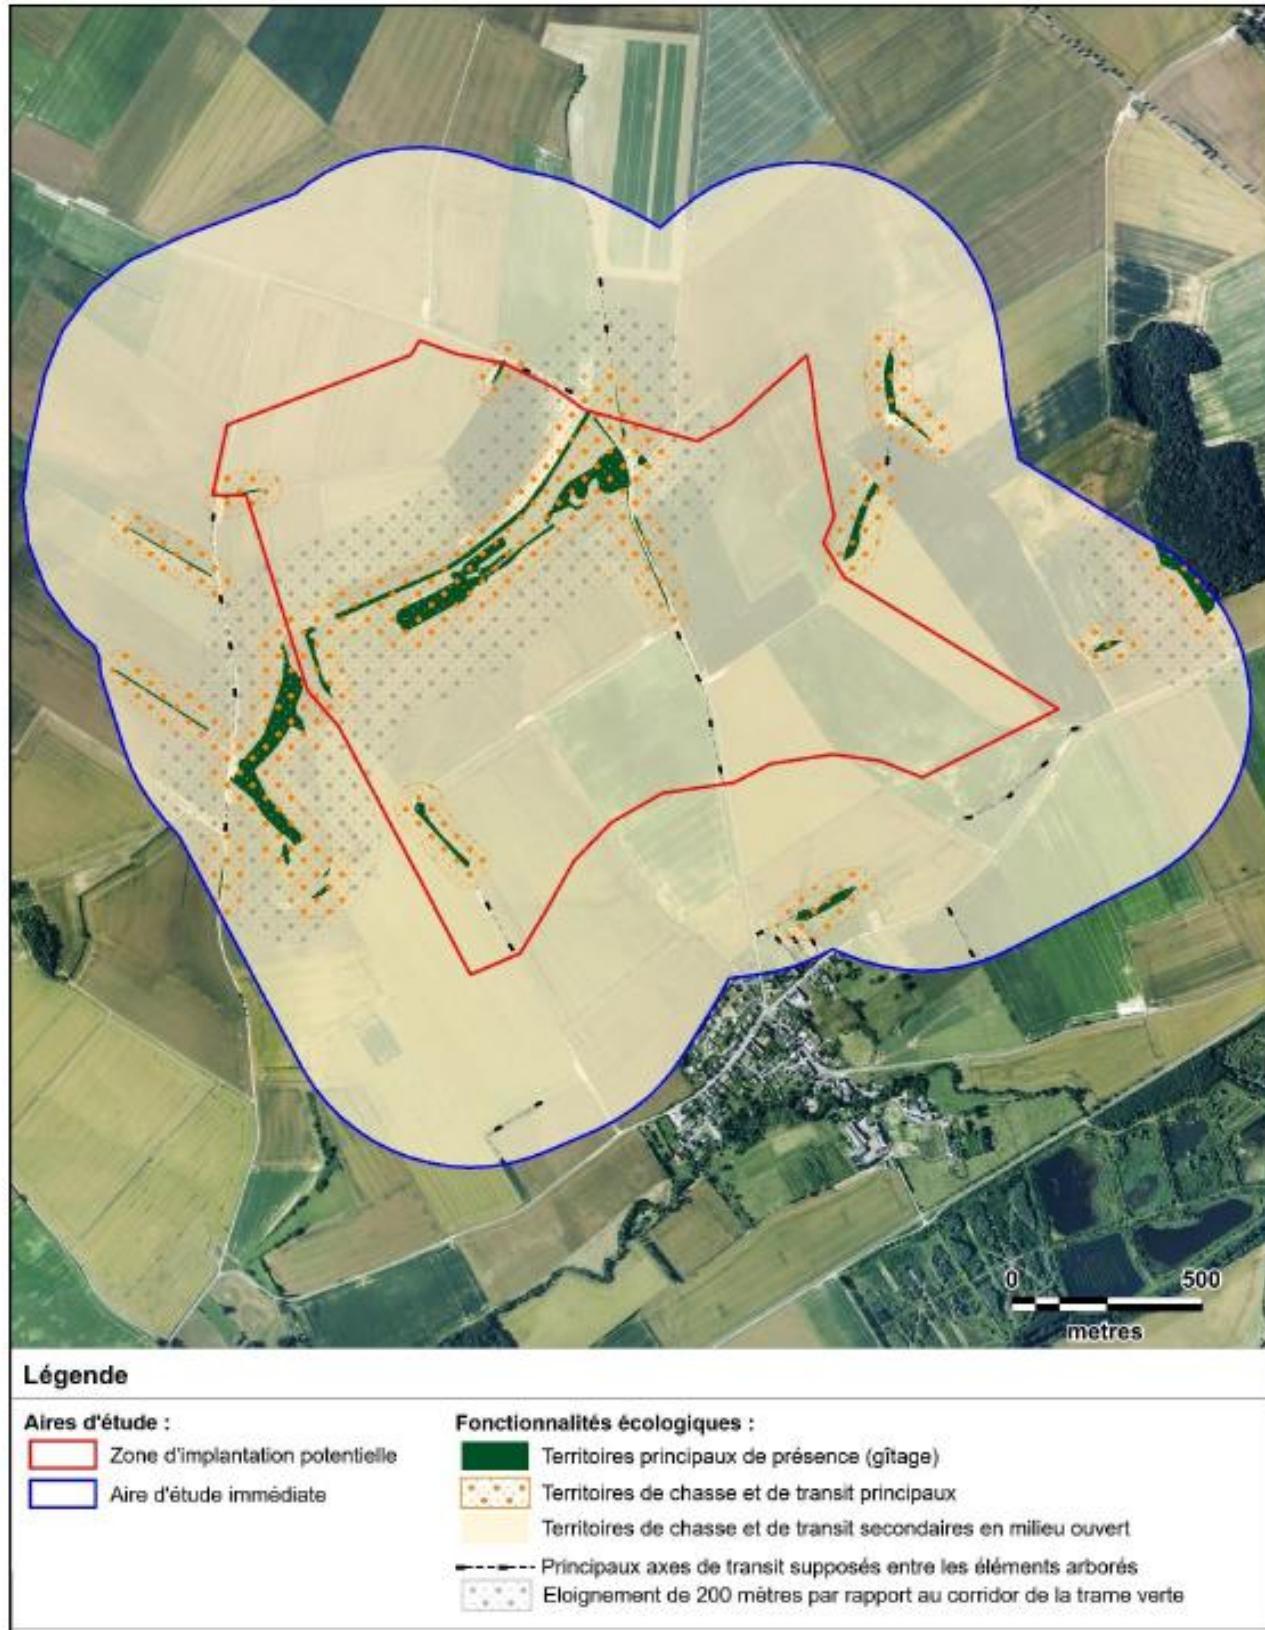 0 500
metres
Légende
Aires d'étude :
Zone d'implantation potentielle
Aire d'étude immédiate
Fonctionnalités écologiques :
Territoires principaux de présence (gîtage)
Territoires de chasse et de transit principaux
Territoires de chasse et de transit secondaires en milieu ouvert
Principaux axes de transit supposés entre les éléments arborés
Eloignement de 200 mètres par rapport au corridor de la trame verte